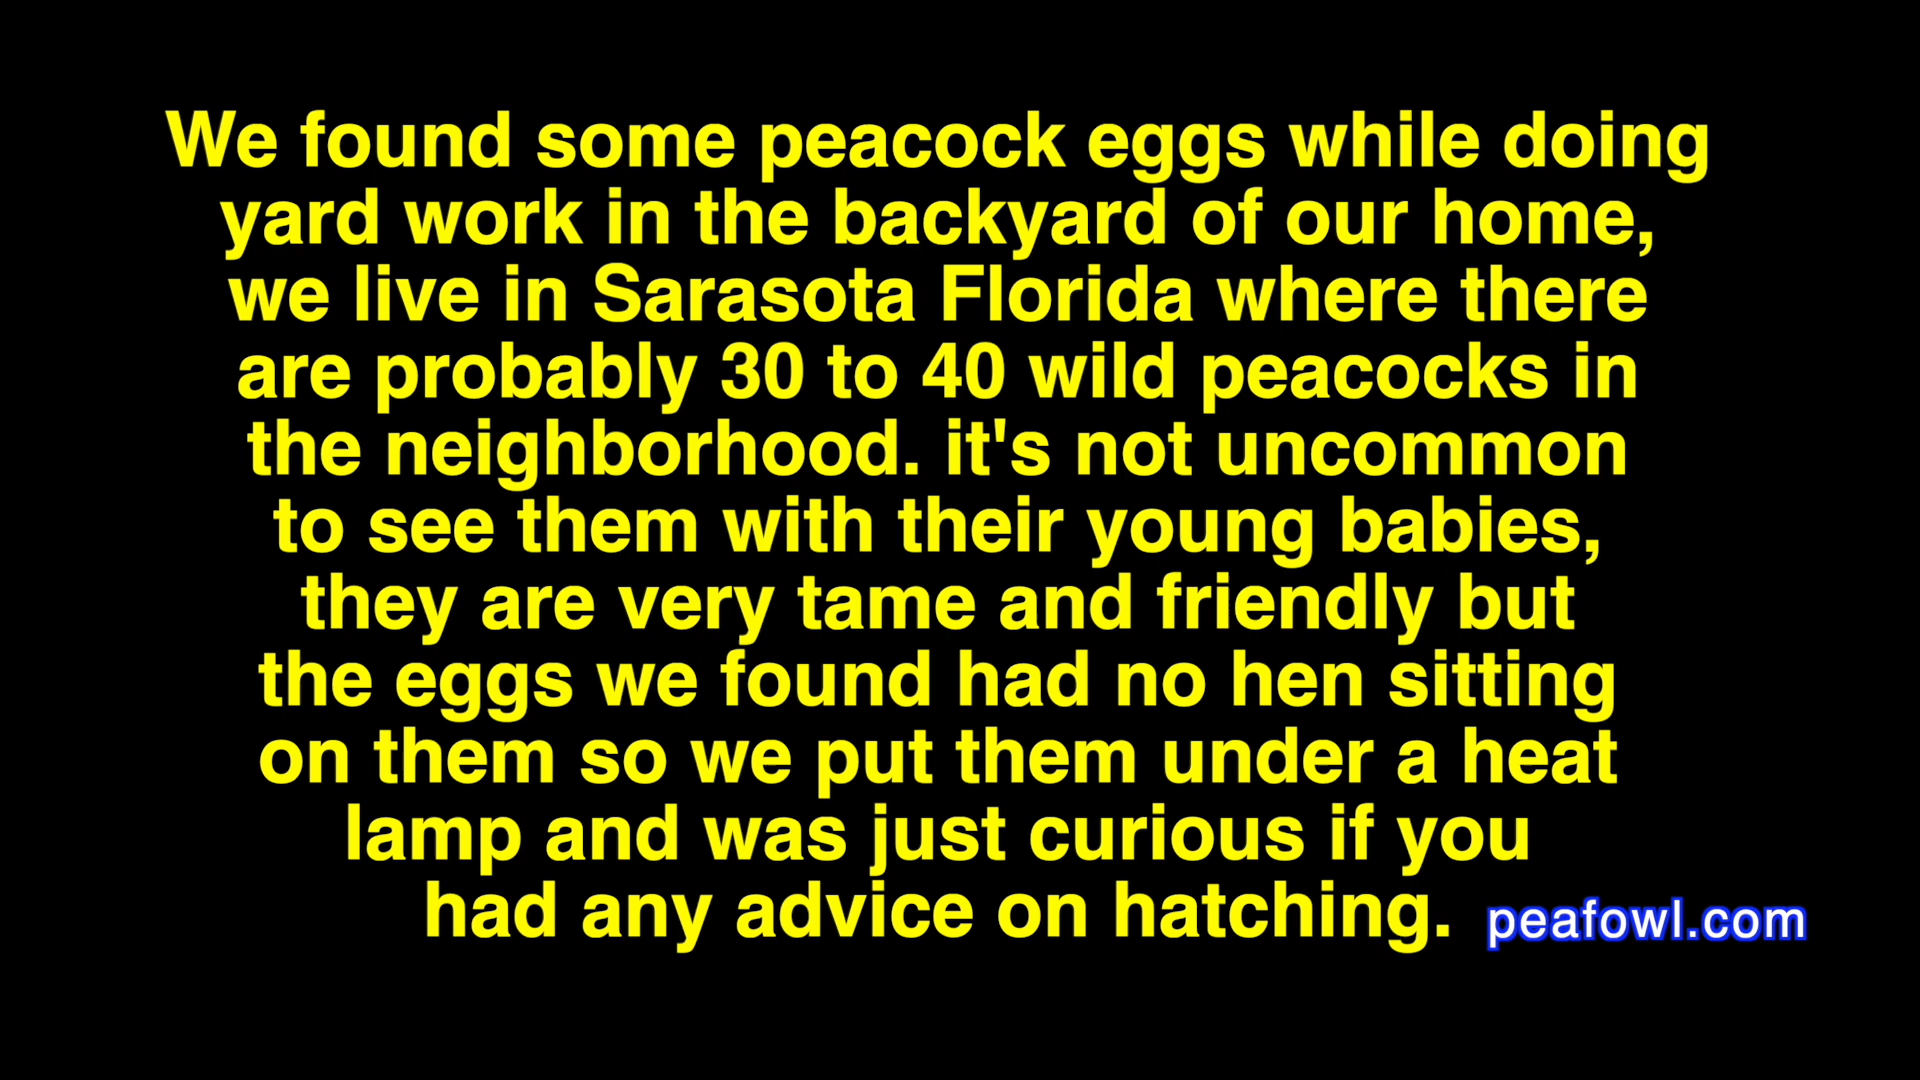 We found some peacock eggs while doing
yard work in the backyard of our home,
we live in Sarasota Florida where there
are probably 30 to 40 wild peacocks in
the neighborhood. it's not uncommon
to see them with their young babies,
they are very tame and friendly but
the eggs we found had no hen sitting
on them so we put them under a heat
lamp and was just curious if you
had any advice on hatching.
peafowl.com